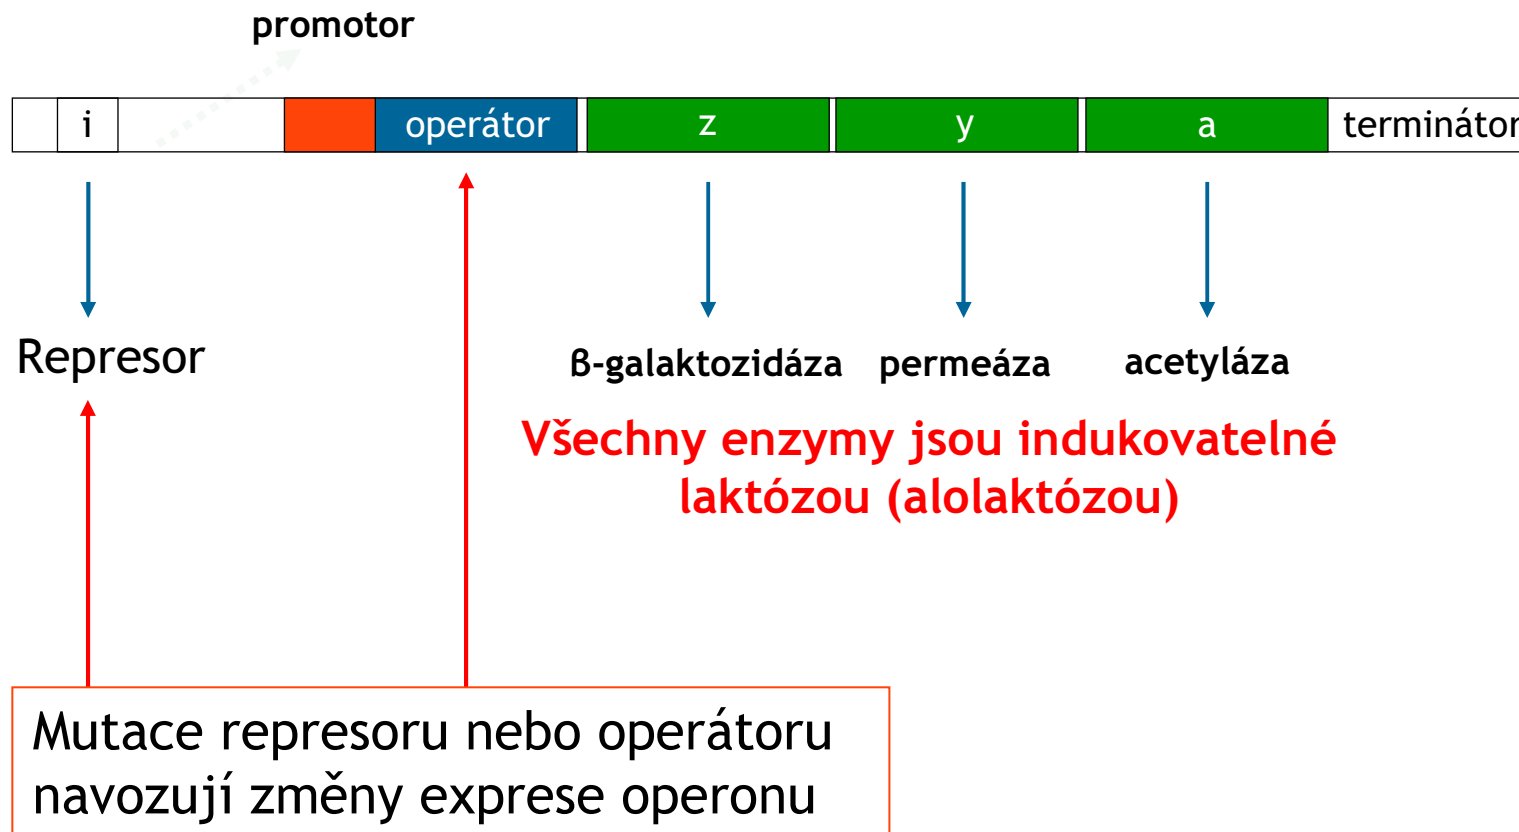 promotor
i operátor z y a terminátor
Represor
ß-galaktozidáza permeáza acetyláza
Všechny enzymy jsou indukovatelné
laktózou (alolaktózou)
Mutace represoru nebo operátoru
navozují změny exprese operonu